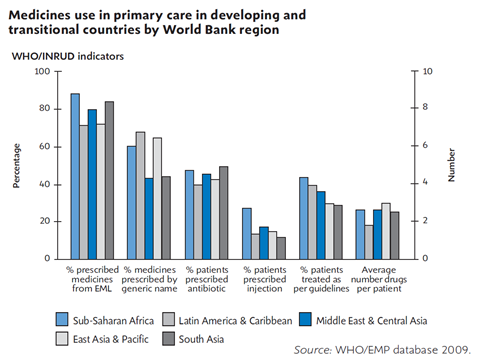 Medicines use in primary care in developing and
transitional countries by World Bank region
WHO/INRUD indicators
100
80
60
40
20
0
Percentage
10
8
6
4
2
0
Number
% prescribed
medicines
from EML
% medicines
prescribed by
generic name
% patients
prescribed
antibiotic
% patients
prescribed
injection
% patients
treated as
per guidelines
Average
number drugs
per patient
Sub-Saharan Africa
Latin America & Caribbean
Middle East & Central Asia
East Asia & Pacific
South Asia
Source: WHO/EMP database 2009.